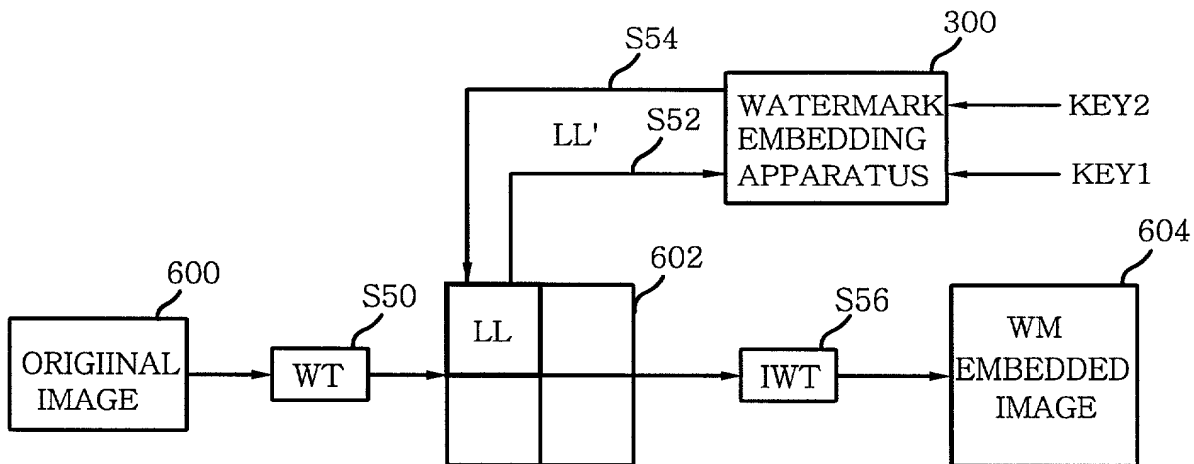 S54
300
WATERMARK
EMBEDDING
APPARATUS
KEY2
KEY1
LL'
S52
600
ORIGIINAL
IMAGE
S50
WT
LL
602
S56
IWT
604
WM
EMBEDDED
IMAGE